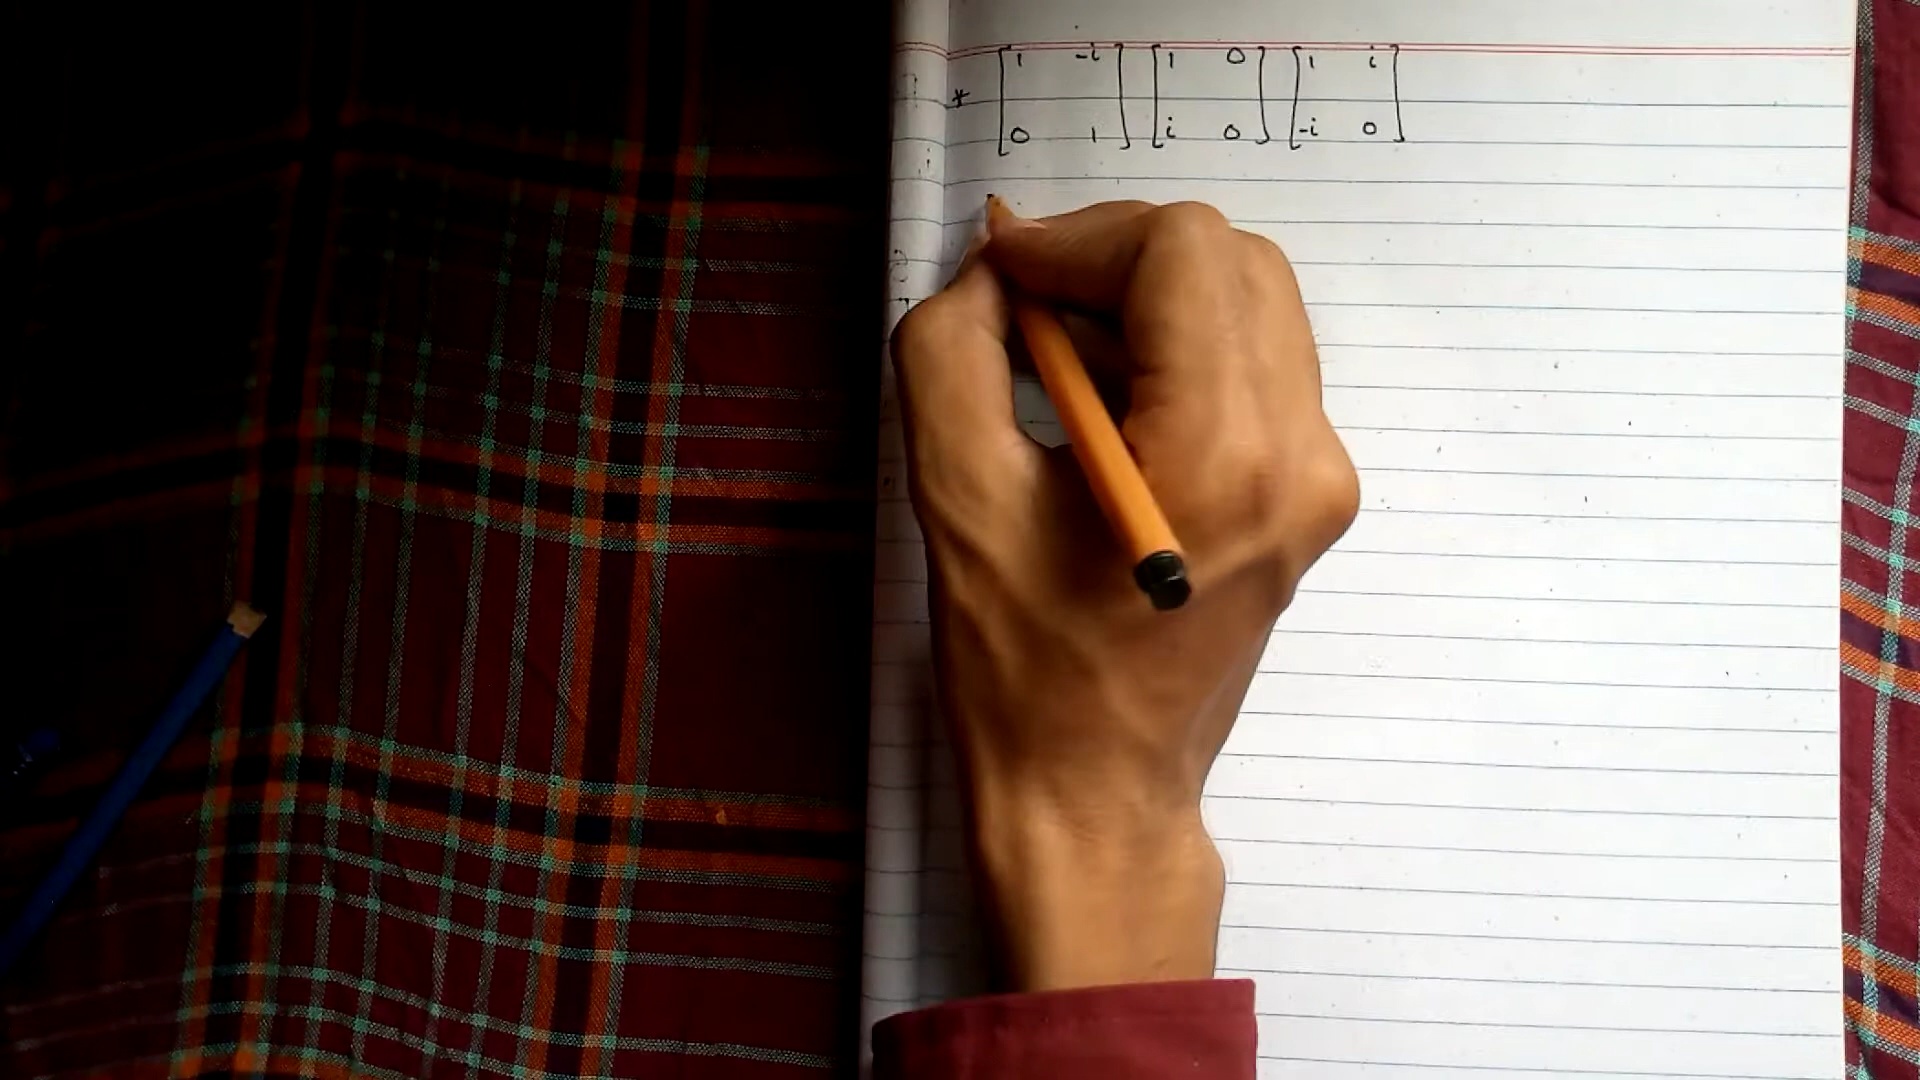 * [1 -i] [1 0] [1 i]
[0 1] [i 0] [-i 0]